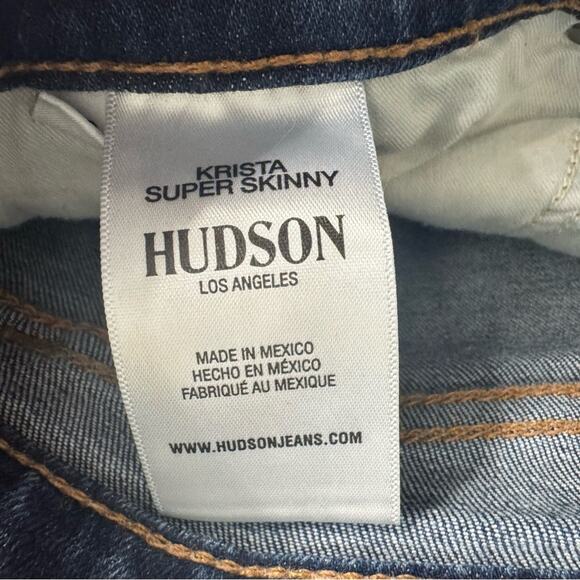 KRISTA
SUPER SKINNY
HUDSON
LOS ANGELES
MADE IN MEXICO
HECHO EN MÉXICO
FABRIQUÉ AU MEXIQUE
WWW.HUDSONJEANS.COM